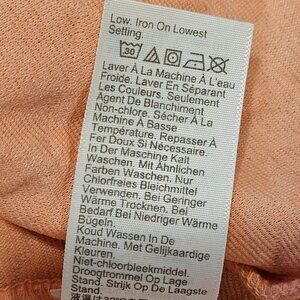 Low. Iron On Lowest
Setting.
30
Laver À La Machine À L'eau
Froide, Laver En Séparant
Les Couleurs. Seulement
Agent De Blanchiment
Non-chlore. Sécher À La
Machine À Basse
Température. Repasser À
Fer Doux Si Nécessaire.
In Der Maschine Kalt
Waschen. Mit Ähnlichen
Farben Waschen. Nur
Chlorfreies Bleichmittel
Verwenden. Bei Geringer
Wärme Trocknen. Bei
Bedarf Bei Niedriger Wärme
Bügeln.
Koud Wassen In De
Machine. Met Gelijkaardige
Kleuren.
Niet-chloorbleekmiddel.
Droogtrommel Op Lage
Stand. Strijk Op De Laagste
Stand.